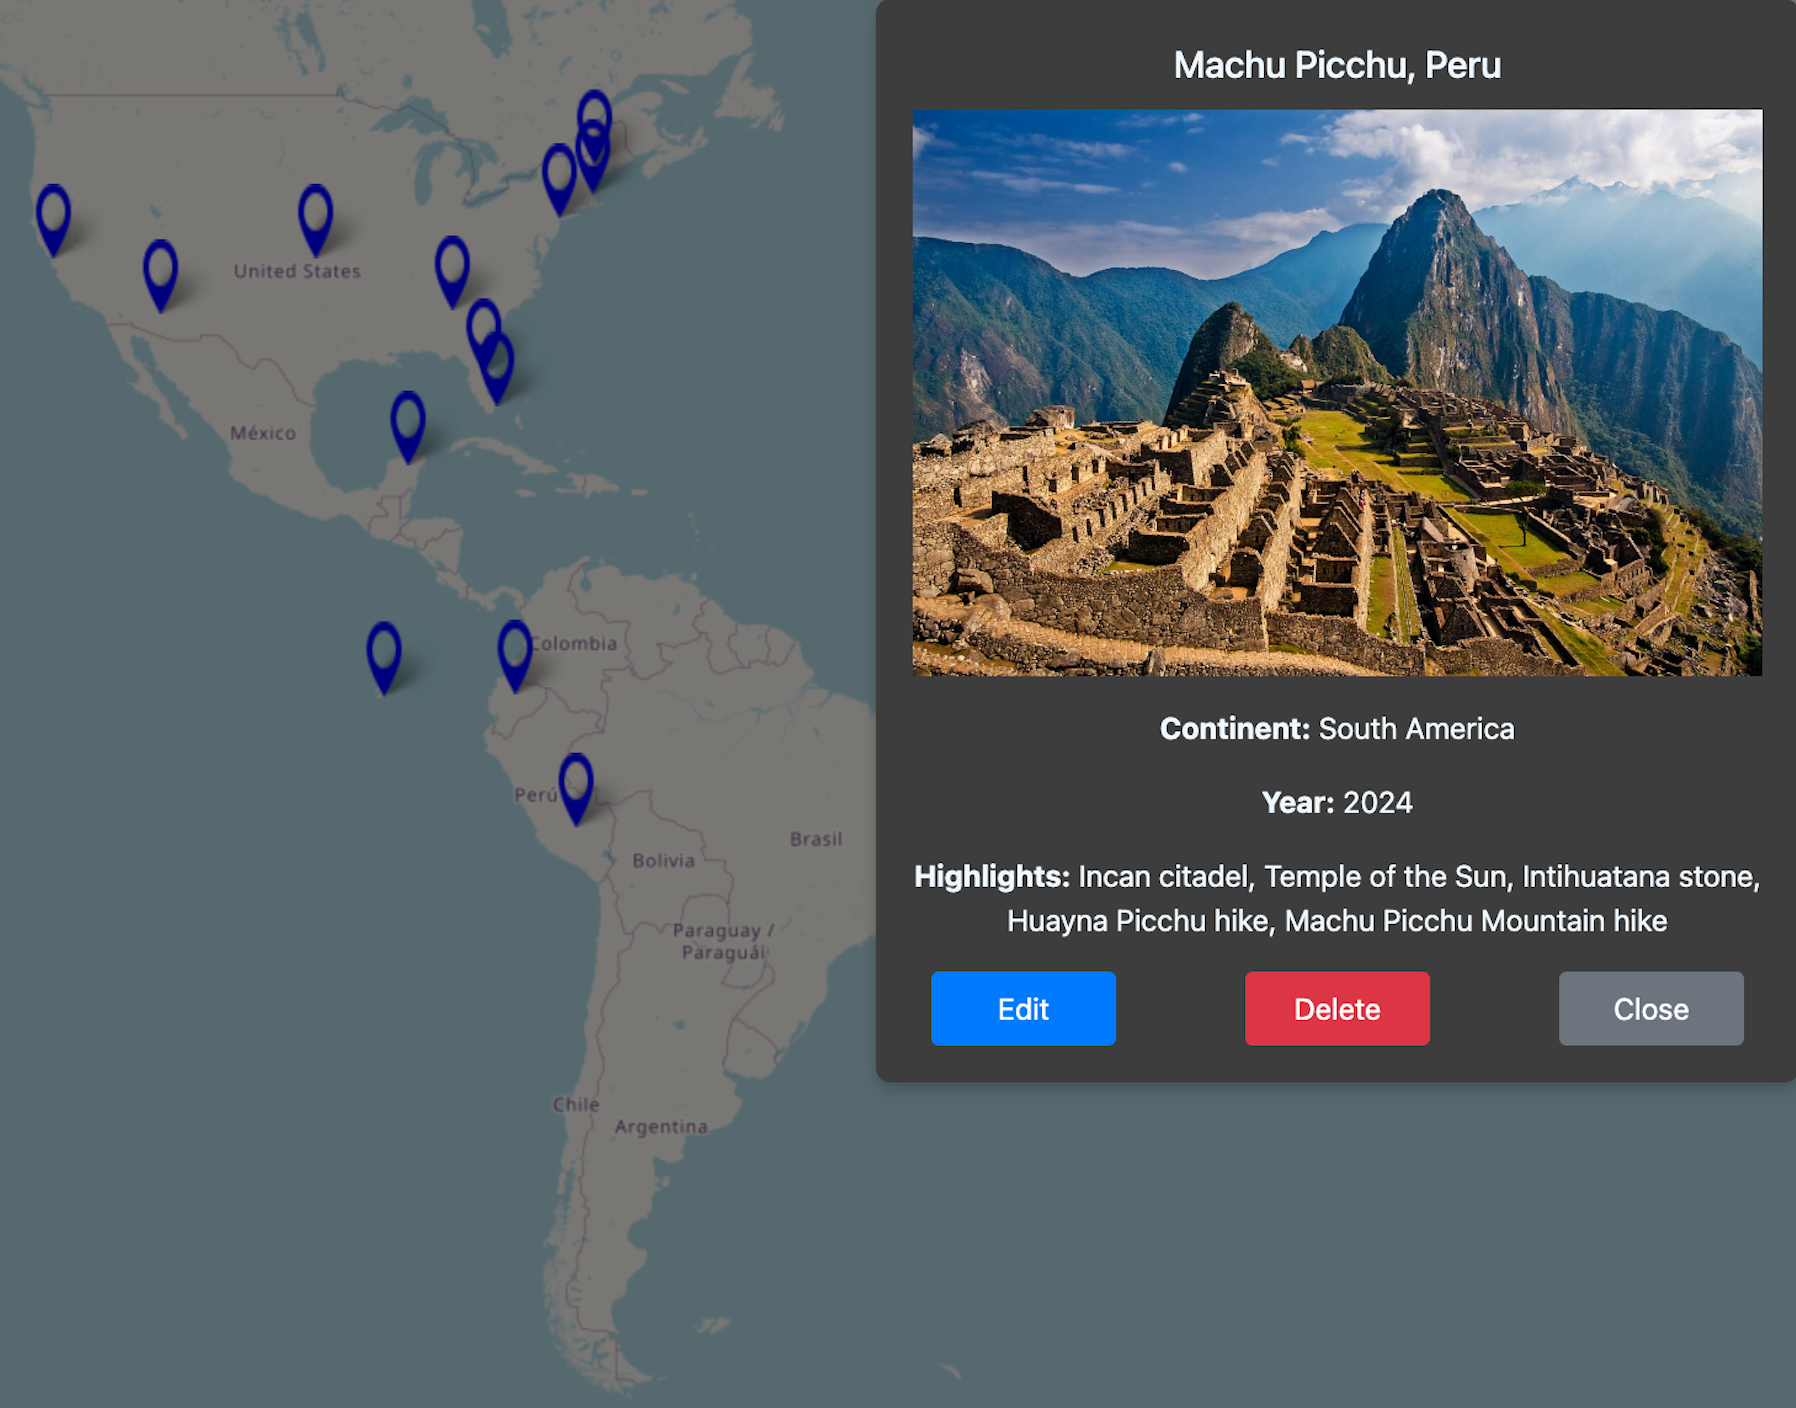 Machu Picchu, Peru
United States
México
Colombia
Perú
Bolivia
Brasil
Paraguay /
Paraguái
Chile
Argentina
Continent: South America
Year: 2024
Highlights: Incan citadel, Temple of the Sun, Intihuatana stone,
Huayna Picchu hike, Machu Picchu Mountain hike
Edit
Delete
Close